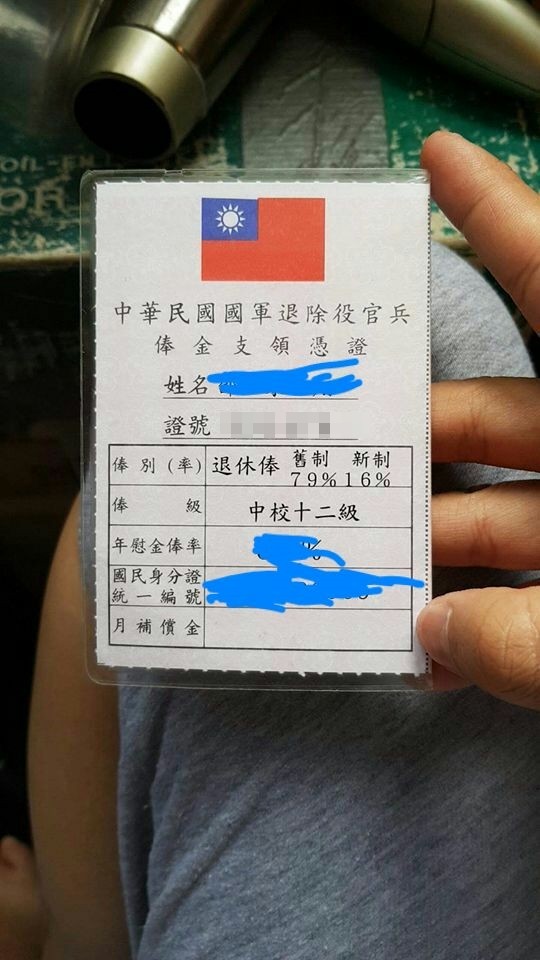 OIL-EN
OR
中華民國國軍退除役官兵
俸金支領憑證
姓名
證號
俸別(率) 退休俸 舊制 新制
79% 16%
俸級 中校十二級
年慰金俸率 %
國民身分證
統一編號
月補償金